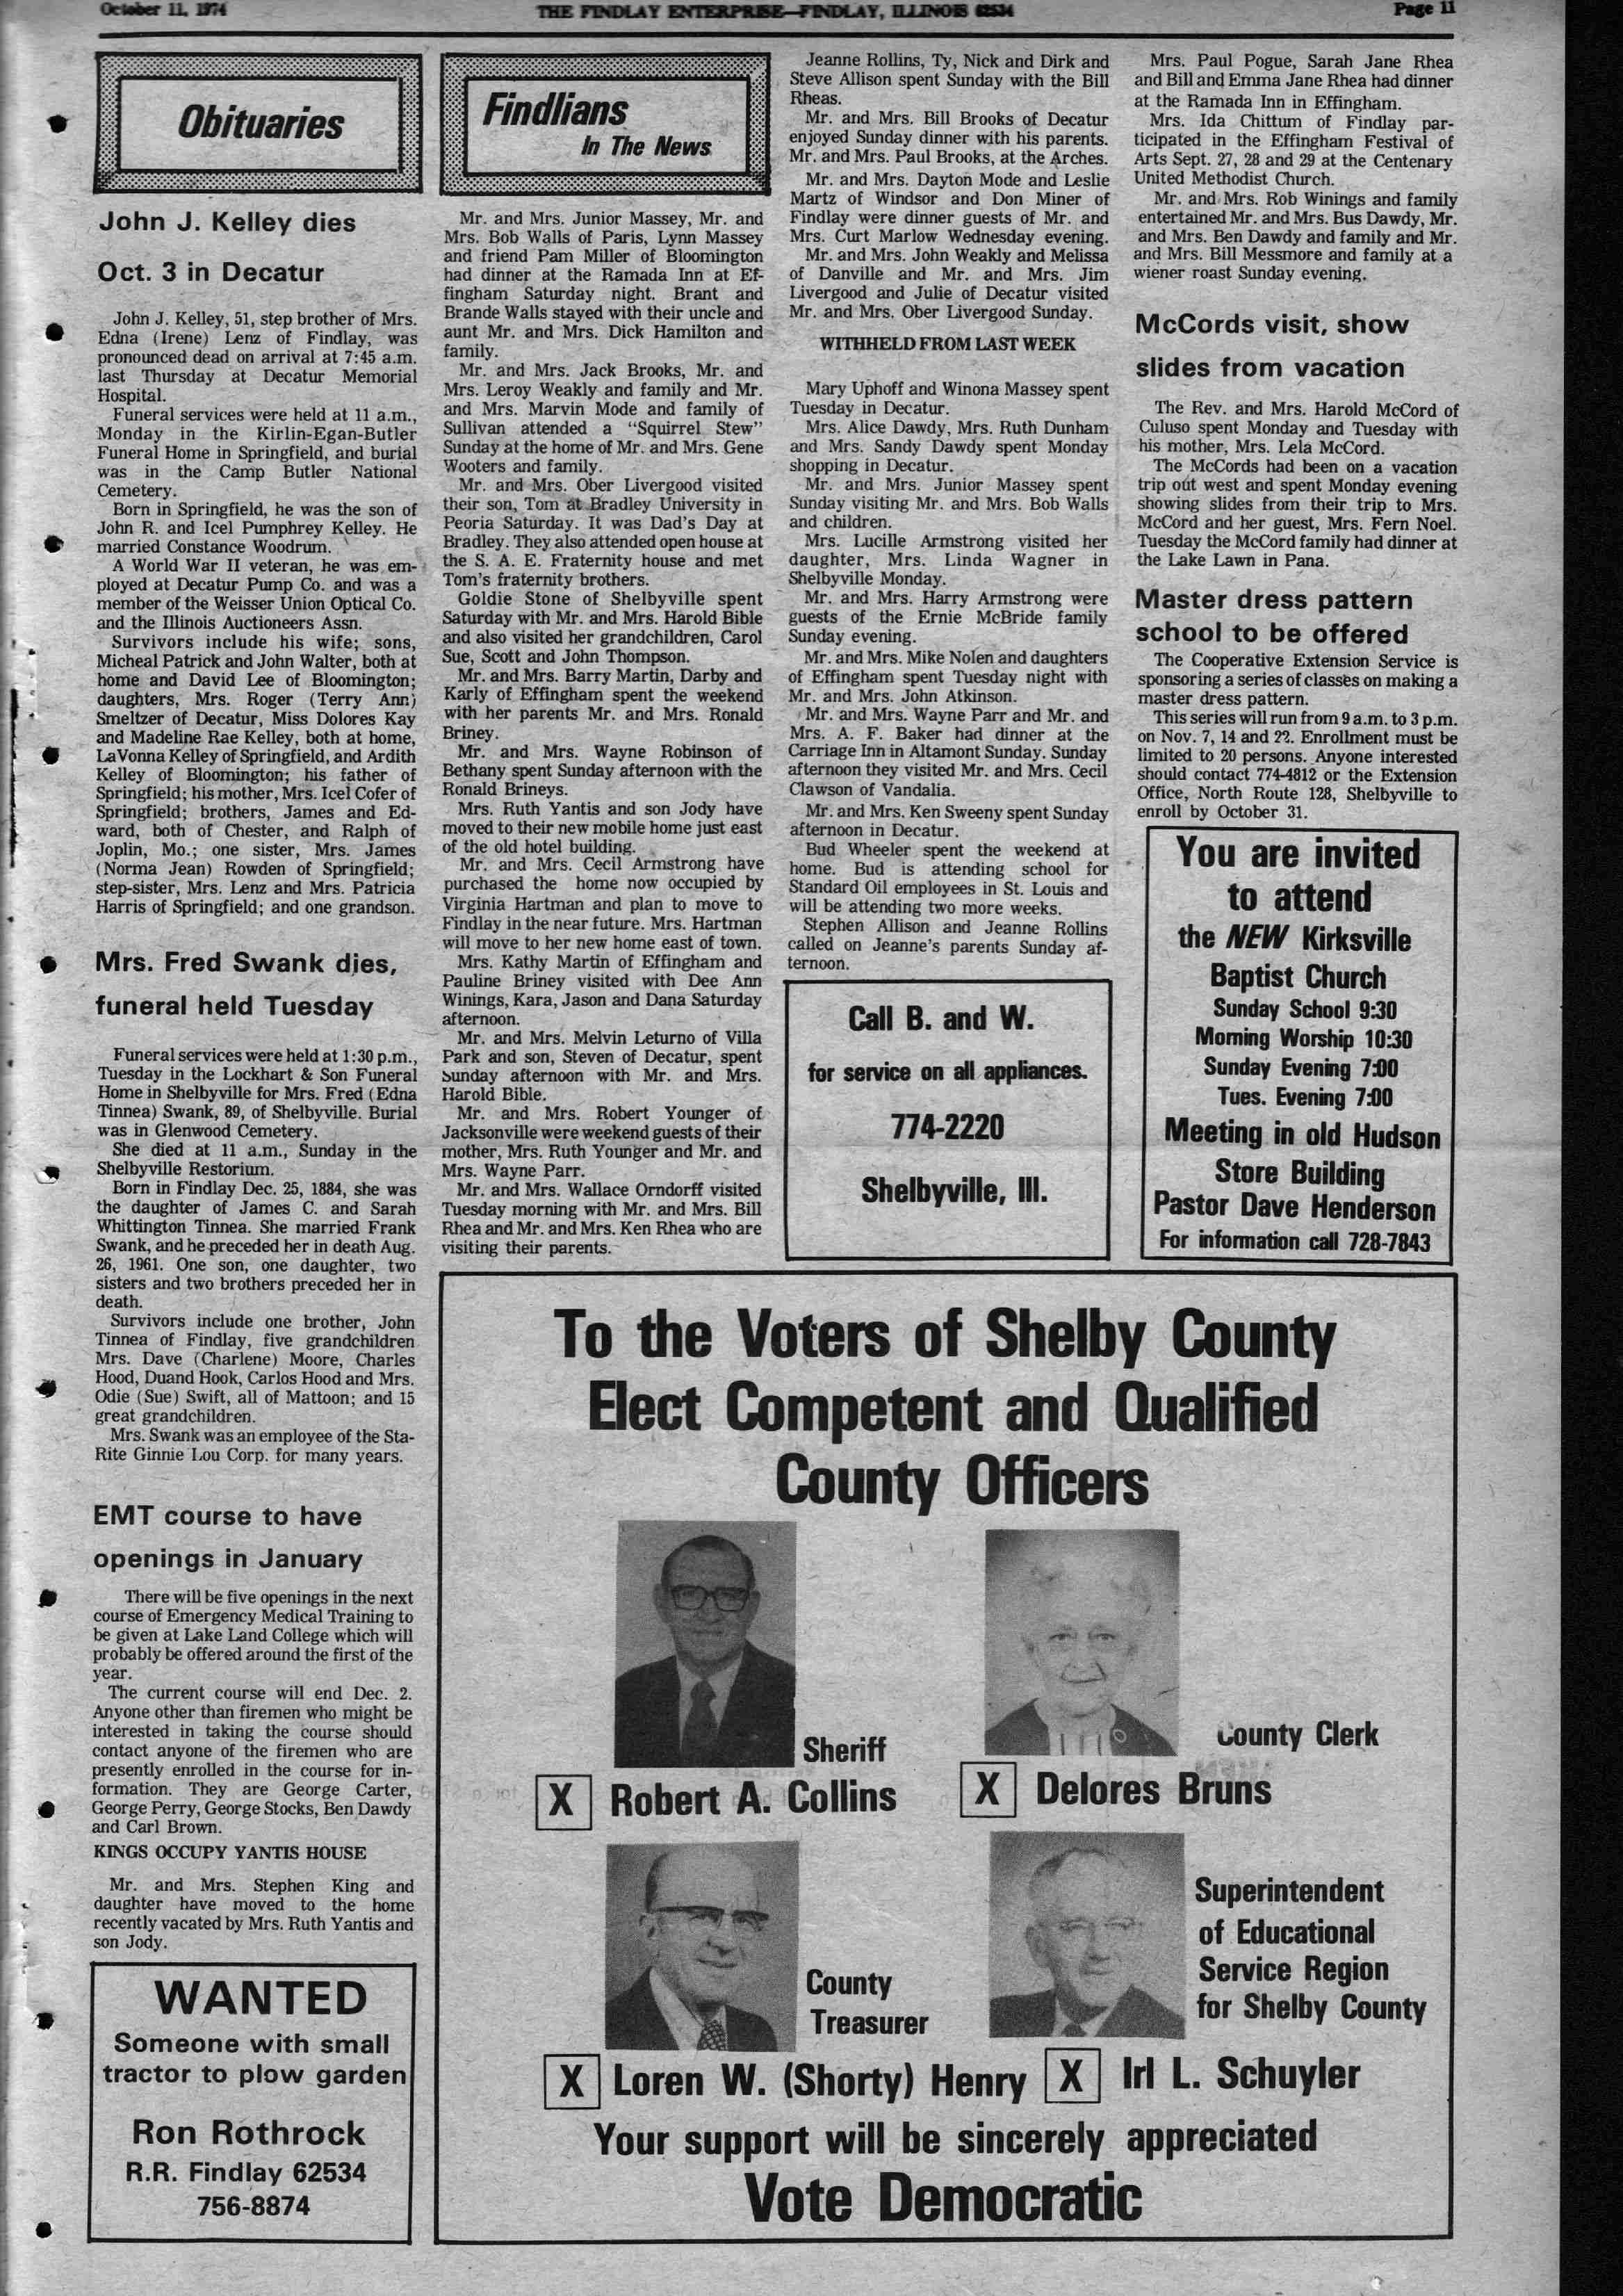 October 11, 1974
THE FINDLAY ENTERPRISE—FINDLAY, ILLINOIS 62534
Page 11
Obituaries
John J. Kelley dies
Oct. 3 in Decatur
John J. Kelley, 51, step brother of Mrs.
Edna (Irene) Lenz of Findlay, was
pronounced dead on arrival at 7:45 a.m.
last Thursday at Decatur Memorial
Hospital.
Funeral services were held at 11 a.m.,
Monday in the Kirlin-Egan-Butler
Funeral Home in Springfield, and burial
was in the Camp Butler National
Cemetery.
Born in Springfield, he was the son of
John R. and Icel Pumphrey Kelley. He
married Constance Woodrum.
A World War II veteran, he was em-
ployed at Decatur Pump Co. and was a
member of the Weisser Union Optical Co.
and the Illinois Auctioneers Assn.
Survivors include his wife; sons,
Micheal Patrick and John Walter, both at
home and David Lee of Bloomington;
daughters, Mrs. Roger (Terry Ann)
Smeltzer of Decatur, Miss Dolores Kay
and Madeline Rae Kelley, both at home,
LaVonna Kelley of Springfield, and Ardith
Kelley of Bloomington; his father of
Springfield; his mother, Mrs. Icel Cofer of
Springfield; brothers, James and Ed-
ward, both of Chester, and Ralph of
Joplin, Mo.; one sister, Mrs. James
(Norma Jean) Rowden of Springfield;
step-sister, Mrs. Lenz and Mrs. Patricia
Harris of Springfield; and one grandson.
Mrs. Fred Swank dies,
funeral held Tuesday
Funeral services were held at 1:30 p.m.,
Tuesday in the Lockhart & Son Funeral
Home in Shelbyville for Mrs. Fred (Edna
Tinnea) Swank, 89, of Shelbyville. Burial
was in Glenwood Cemetery.
She died at 11 a.m., Sunday in the
Shelbyville Restorium.
Born in Findlay Dec. 25, 1884, she was
the daughter of James C. and Sarah
Whittington Tinnea. She married Frank
Swank, and he preceded her in death Aug.
26, 1961. One son, one daughter, two
sisters and two brothers preceded her in
death.
Survivors include one brother, John
Tinnea of Findlay, five grandchildren
Mrs. Dave (Charlene) Moore, Charles
Hood, Duand Hook, Carlos Hood and Mrs.
Odie (Sue) Swift, all of Mattoon; and 15
great grandchildren.
Mrs. Swank was an employee of the Sta-
Rite Ginnie Lou Corp. for many years.
EMT course to have
openings in January
There will be five openings in the next
course of Emergency Medical Training to
be given at Lake Land College which will
probably be offered around the first of the
year.
The current course will end Dec. 2.
Anyone other than firemen who might be
interested in taking the course should
contact anyone of the firemen who are
presently enrolled in the course for in-
formation. They are George Carter,
George Perry, George Stocks, Ben Dawdy
and Carl Brown.
KINGS OCCUPY YANTIS HOUSE
Mr. and Mrs. Stephen King and
daughter have moved to the home
recently vacated by Mrs. Ruth Yantis and
son Jody.
WANTED
Someone with small
tractor to plow garden
Ron Rothrock
R.R. Findlay 62534
756-8874
Findlians
In The News
Mr. and Mrs. Junior Massey, Mr. and
Mrs. Bob Walls of Paris, Lynn Massey
and friend Pam Miller of Bloomington
had dinner at the Ramada Inn at Ef-
fingham Saturday night. Brant and
Brande Walls stayed with their uncle and
aunt Mr. and Mrs. Dick Hamilton and
family.
Mr. and Mrs. Jack Brooks, Mr. and
Mrs. Leroy Weakly and family and Mr.
and Mrs. Marvin Mode and family of
Sullivan attended a "Squirrel Stew"
Sunday at the home of Mr. and Mrs. Gene
Wooters and family.
Mr. and Mrs. Ober Livergood visited
their son, Tom at Bradley University in
Peoria Saturday. It was Dad's Day at
Bradley. They also attended open house at
the S. A. E. Fraternity house and met
Tom's fraternity brothers.
Goldie Stone of Shelbyville spent
Saturday with Mr. and Mrs. Harold Bible
and also visited her grandchildren, Carol
Sue, Scott and John Thompson.
Mr. and Mrs. Barry Martin, Darby and
Karly of Effingham spent the weekend
with her parents Mr. and Mrs. Ronald
Briney.
Mr. and Mrs. Wayne Robinson of
Bethany spent Sunday afternoon with the
Ronald Brineys.
Mrs. Ruth Yantis and son Jody have
moved to their new mobile home just east
of the old hotel building.
Mr. and Mrs. Cecil Armstrong have
purchased the home now occupied by
Virginia Hartman and plan to move to
Findlay in the near future. Mrs. Hartman
will move to her new home east of town.
Mrs. Kathy Martin of Effingham and
Pauline Briney visited with Dee Ann
Winings, Kara, Jason and Dana Saturday
afternoon.
Mr. and Mrs. Melvin Leturno of Villa
Park and son, Steven of Decatur, spent
Sunday afternoon with Mr. and Mrs.
Harold Bible.
Mr. and Mrs. Robert Younger of
Jacksonville were weekend guests of their
mother, Mrs. Ruth Younger and Mr. and
Mrs. Wayne Parr.
Mr. and Mrs. Wallace Orndorff visited
Tuesday morning with Mr. and Mrs. Bill
Rhea and Mr. and Mrs. Ken Rhea who are
visiting their parents.
Jeanne Rollins, Ty, Nick and Dirk and
Steve Allison spent Sunday with the Bill
Rheas.
Mr. and Mrs. Bill Brooks of Decatur
enjoyed Sunday dinner with his parents.
Mr. and Mrs. Paul Brooks, at the Arches.
Mr. and Mrs. Dayton Mode and Leslie
Martz of Windsor and Don Miner of
Findlay were dinner guests of Mr. and
Mrs. Curt Marlow Wednesday evening.
Mr. and Mrs. John Weakly and Melissa
of Danville and Mr. and Mrs. Jim
Livergood and Julie of Decatur visited
Mr. and Mrs. Ober Livergood Sunday.
WITHHELD FROM LAST WEEK
Mary Uphoff and Winona Massey spent
Tuesday in Decatur.
Mrs. Alice Dawdy, Mrs. Ruth Dunham
and Mrs. Sandy Dawdy spent Monday
shopping in Decatur.
Mr. and Mrs. Junior Massey spent
Sunday visiting Mr. and Mrs. Bob Walls
and children.
Mrs. Lucille Armstrong visited her
daughter, Mrs. Linda Wagner in
Shelbyville Monday.
Mr. and Mrs. Harry Armstrong were
guests of the Ernie McBride family
Sunday evening.
Mr. and Mrs. Mike Nolen and daughters
of Effingham spent Tuesday night with
Mr. and Mrs. John Atkinson.
Mr. and Mrs. Wayne Parr and Mr. and
Mrs. A. F. Baker had dinner at the
Carriage Inn in Altamont Sunday. Sunday
afternoon they visited Mr. and Mrs. Cecil
Clawson of Vandalia.
Mr. and Mrs. Ken Sweeny spent Sunday
afternoon in Decatur.
Bud Wheeler spent the weekend at
home. Bud is attending school for
Standard Oil employees in St. Louis and
will be attending two more weeks.
Stephen Allison and Jeanne Rollins
called on Jeanne's parents Sunday af-
ternoon.
Call B. and W.
for service on all appliances.
774-2220
Shelbyville, Ill.
Mrs. Paul Pogue, Sarah Jane Rhea
and Bill and Emma Jane Rhea had dinner
at the Ramada Inn in Effingham.
Mrs. Ida Chittum of Findlay par-
ticipated in the Effingham Festival of
Arts Sept. 27, 28 and 29 at the Centenary
United Methodist Church.
Mr. and Mrs. Rob Winings and family
entertained Mr. and Mrs. Bus Dawdy, Mr.
and Mrs. Ben Dawdy and family and Mr.
and Mrs. Bill Messmore and family at a
wiener roast Sunday evening.
McCords visit, show
slides from vacation
The Rev. and Mrs. Harold McCord of
Culuso spent Monday and Tuesday with
his mother, Mrs. Lela McCord.
The McCords had been on a vacation
trip out west and spent Monday evening
showing slides from their trip to Mrs.
McCord and her guest, Mrs. Fern Noel.
Tuesday the McCord family had dinner at
the Lake Lawn in Pana.
Master dress pattern
school to be offered
The Cooperative Extension Service is
sponsoring a series of classes on making a
master dress pattern.
This series will run from 9 a.m. to 3 p.m.
on Nov. 7, 14 and 22. Enrollment must be
limited to 20 persons. Anyone interested
should contact 774-4812 or the Extension
Office, North Route 128, Shelbyville to
enroll by October 31.
You are invited
to attend
the NEW Kirksville
Baptist Church
Sunday School 9:30
Morning Worship 10:30
Sunday Evening 7:00
Tues. Evening 7:00
Meeting in old Hudson
Store Building
Pastor Dave Henderson
For information call 728-7843
To the Voters of Shelby County
Elect Competent and Qualified
County Officers
Sheriff
X Robert A. Collins
County Clerk
X Delores Bruns
County
Treasurer
X Loren W. (Shorty) Henry
Superintendent
of Educational
Service Region
for Shelby County
X Irl L. Schuyler
Your support will be sincerely appreciated
Vote Democratic